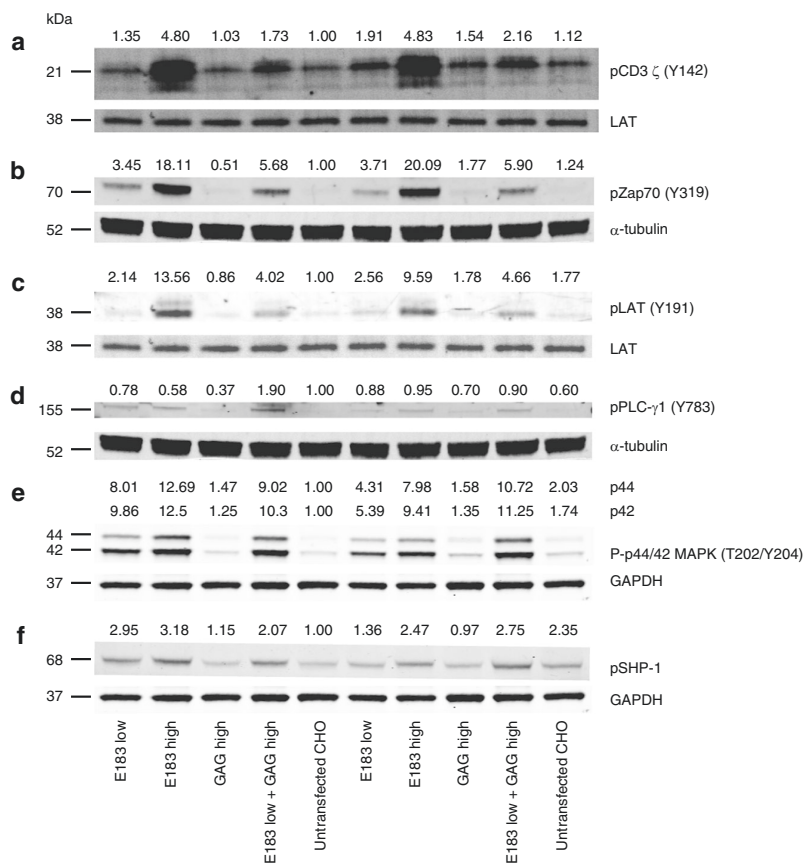 kDa
a
1.35 4.80 1.03 1.73 1.00 1.91 4.83 1.54 2.16 1.12
21 pCD3 ζ (Y142)
38 LAT
b
3.45 18.11 0.51 5.68 1.00 3.71 20.09 1.77 5.90 1.24
70 pZap70 (Y319)
52 α-tubulin
c
2.14 13.56 0.86 4.02 1.00 2.56 9.59 1.78 4.66 1.77
38 pLAT (Y191)
38 LAT
d
0.78 0.58 0.37 1.90 1.00 0.88 0.95 0.70 0.90 0.60
155 pPLC-γ1 (Y783)
52 α-tubulin
e
8.01 12.69 1.47 9.02 1.00 4.31 7.98 1.58 10.72 2.03 p44
9.86 12.5 1.25 10.3 1.00 5.39 9.41 1.35 11.25 1.74 p42
44
42 P-p44/42 MAPK (T202/Y204)
37 GAPDH
f
2.95 3.18 1.15 2.07 1.00 1.36 2.47 0.97 2.75 2.35
68 pSHP-1
37 GAPDH
E183 low
E183 high
GAG high
E183 low + GAG high
Untransfected CHO
E183 low
E183 high
GAG high
E183 low + GAG high
Untransfected CHO